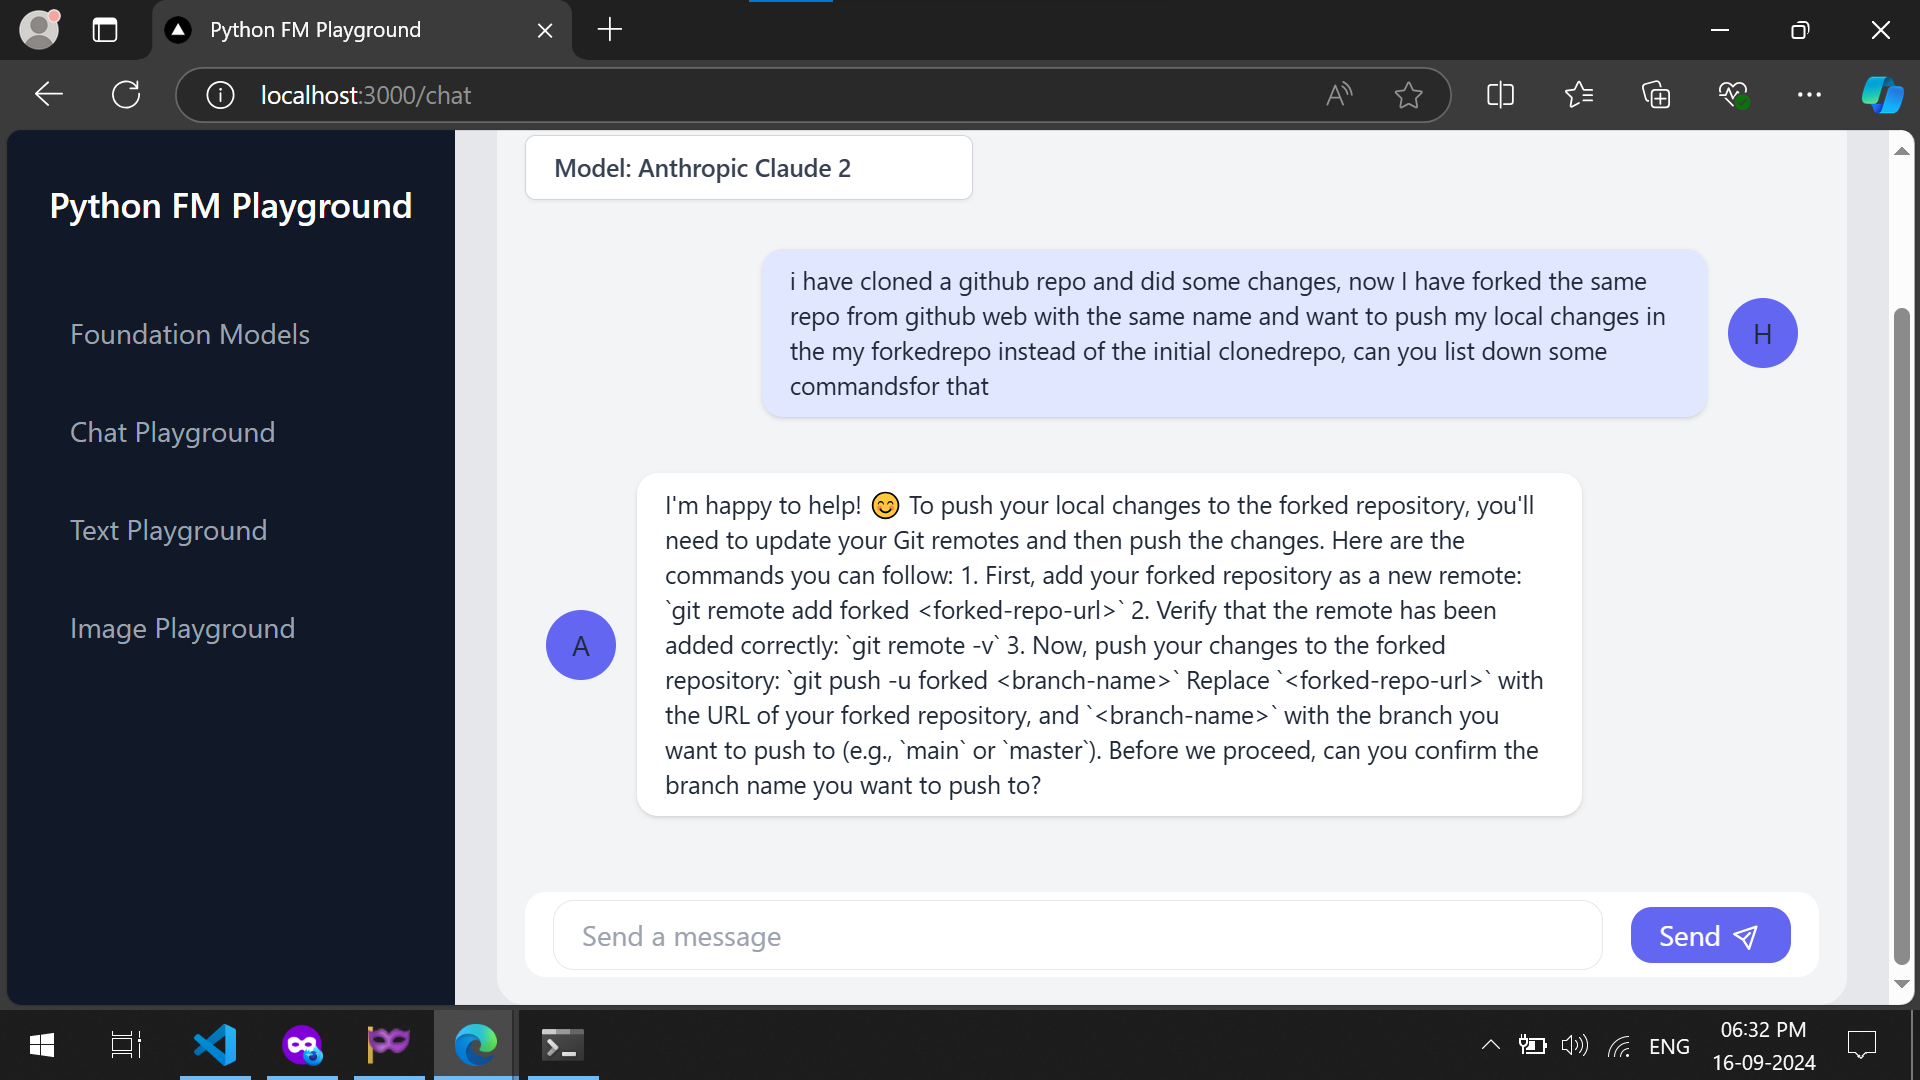 Python FM Playground
localhost:3000/chat
Python FM Playground
Foundation Models
Chat Playground
Text Playground
Image Playground
Model: Anthropic Claude 2
i have cloned a github repo and did some changes, now I have forked the same
repo from github web with the same name and want to push my local changes in
the my forkedrepo instead of the initial clonedrepo, can you list down some
commandsfor that
H
I'm happy to help! 😊 To push your local changes to the forked repository, you'll
need to update your Git remotes and then push the changes. Here are the
commands you can follow: 1. First, add your forked repository as a new remote:
`git remote add forked <forked-repo-url>` 2. Verify that the remote has been
added correctly: `git remote -v` 3. Now, push your changes to the forked
repository: `git push -u forked <branch-name>` Replace `<forked-repo-url>` with
the URL of your forked repository, and `<branch-name>` with the branch you
want to push to (e.g., `main` or `master`). Before we proceed, can you confirm the
branch name you want to push to?
A
Send a message
Send
ENG
06:32 PM
16-09-2024